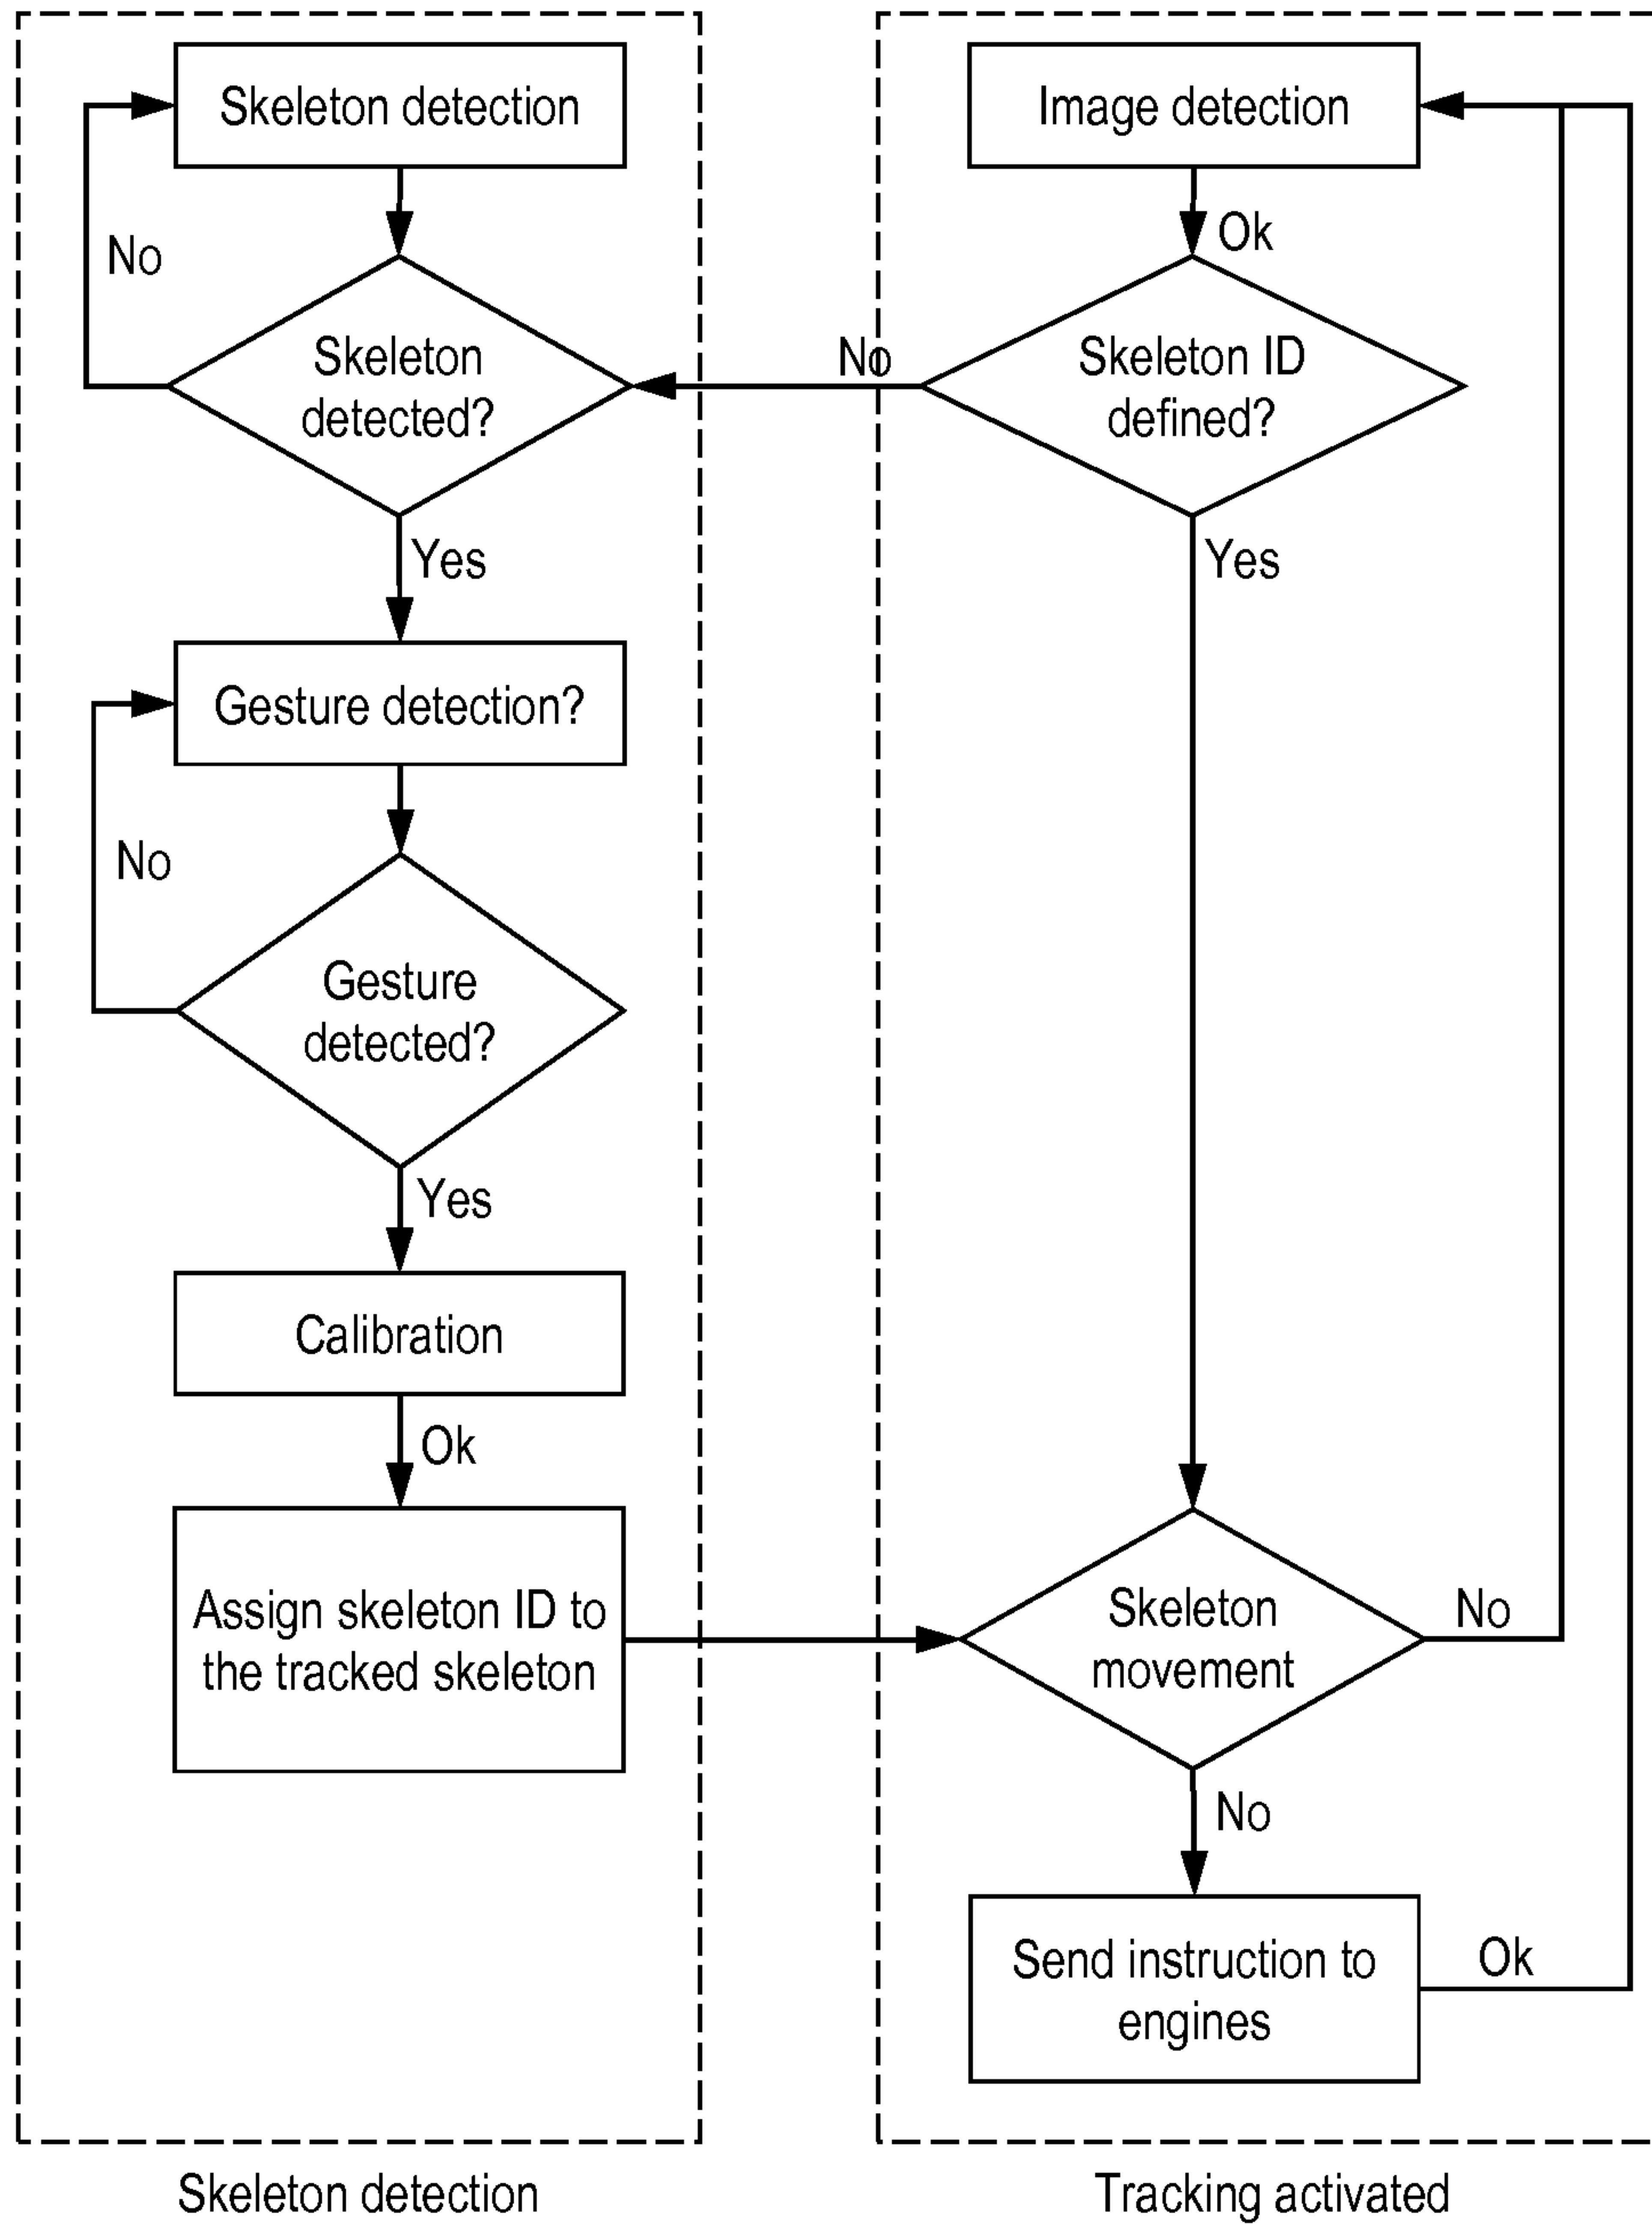 Skeleton detection
No
Skeleton
detected?
Yes
Gesture detection?
No
Gesture
detected?
Yes
Calibration
Ok
Assign skeleton ID to
the tracked skeleton
Skeleton detection
Image detection
Ok
No
Skeleton ID
defined?
Yes
Skeleton
movement
No
No
Send instruction to
engines
Ok
Tracking activated